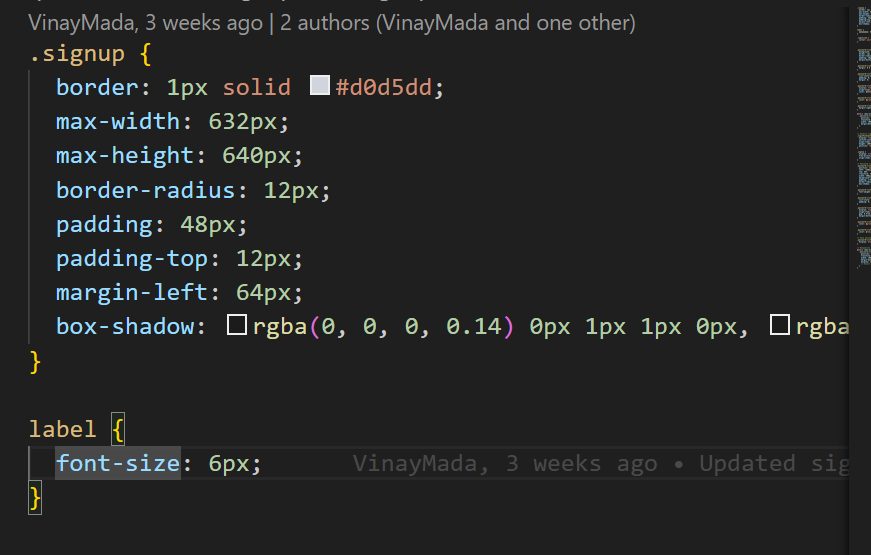 VinayMada, 3 weeks ago | 2 authors (VinayMada and one other)
.signup {
  border: 1px solid #d0d5dd;
  max-width: 632px;
  max-height: 640px;
  border-radius: 12px;
  padding: 48px;
  padding-top: 12px;
  margin-left: 64px;
  box-shadow: rgba(0, 0, 0, 0.14) 0px 1px 1px 0px, rgba
}
label {
  font-size: 6px; VinayMada, 3 weeks ago • Updated sig
}